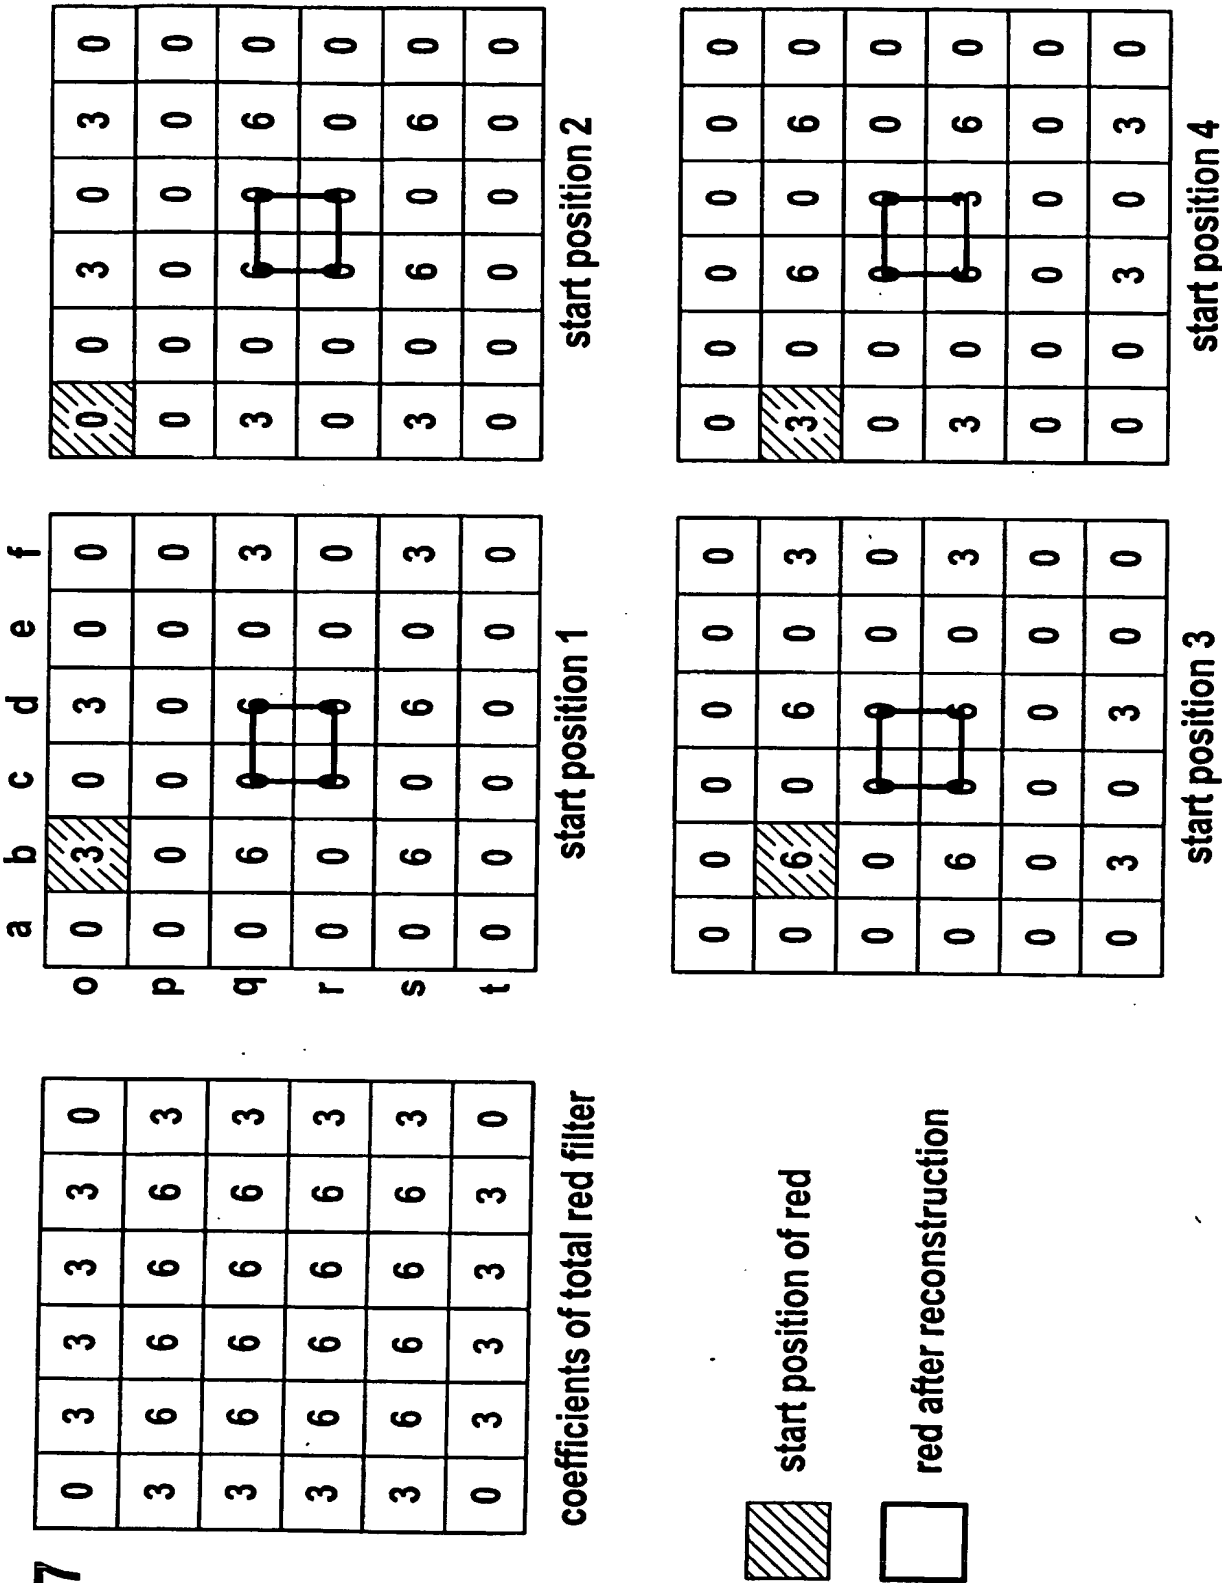 7
0 3 3 3 3 0
3 6 6 6 6 3
3 6 6 6 6 3
3 6 6 6 6 3
3 6 6 6 6 3
0 3 3 3 3 0
coefficients of total red filter
a b c d e f
o 0 3 0 3 0 0
p 0 0 0 0 0 0
q 0 6 0 6 0 3
r 0 0 0 0 0 0
s 0 6 0 6 0 3
t 0 0 0 0 0 0
start position 1
0 0 3 0 3 0
0 0 0 0 0 0
3 0 6 0 6 0
0 0 0 0 0 0
3 0 6 0 6 0
0 0 0 0 0 0
start position 2
start position of red
red after reconstruction
0 0 0 0 0 0
0 6 0 6 0 3
0 0 0 0 0 0
0 6 0 6 0 3
0 0 0 0 0 0
0 3 0 3 0 0
start position 3
0 0 0 0 0 0
3 0 6 0 6 0
0 0 0 0 0 0
3 0 6 0 6 0
0 0 0 0 0 0
0 0 3 0 3 0
start position 4